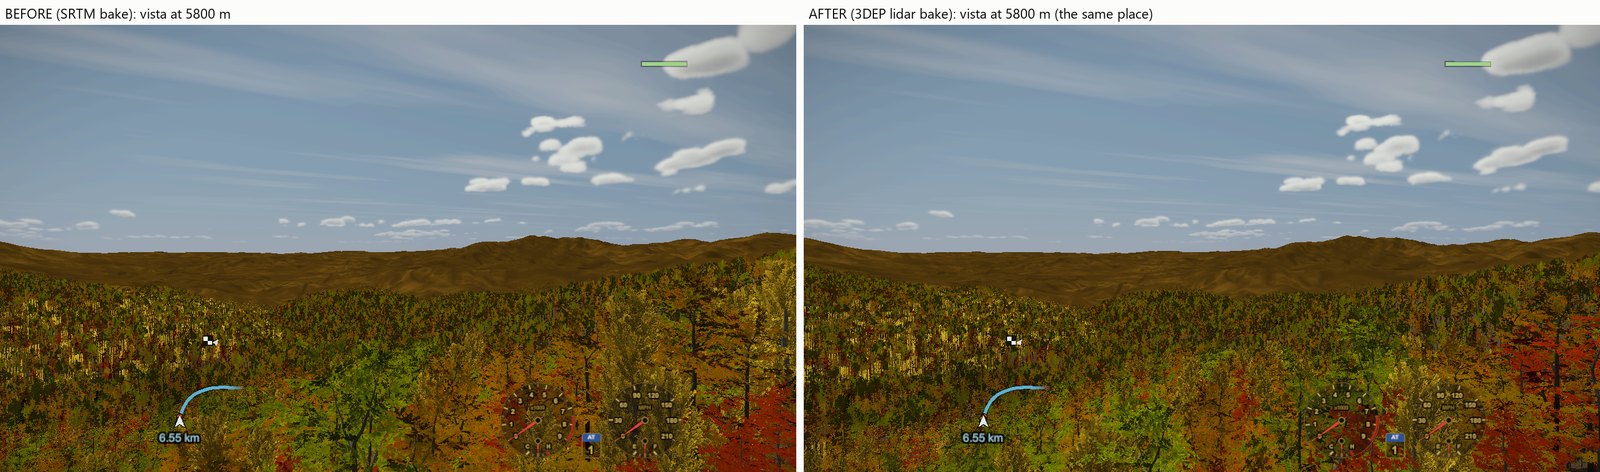 BEFORE (SRTM bake): vista at 5800 m
AFTER (3DEP lidar bake): vista at 5800 m (the same place)
6.55 km
AT
1
MPH
6.55 km
AT
1